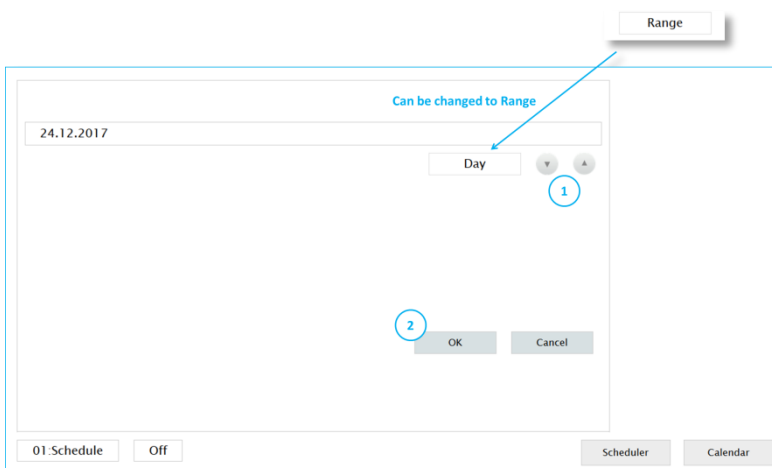 Range
Can be changed to Range
24.12.2017
Day
1
2
OK Cancel
01:Schedule Off Scheduler Calendar